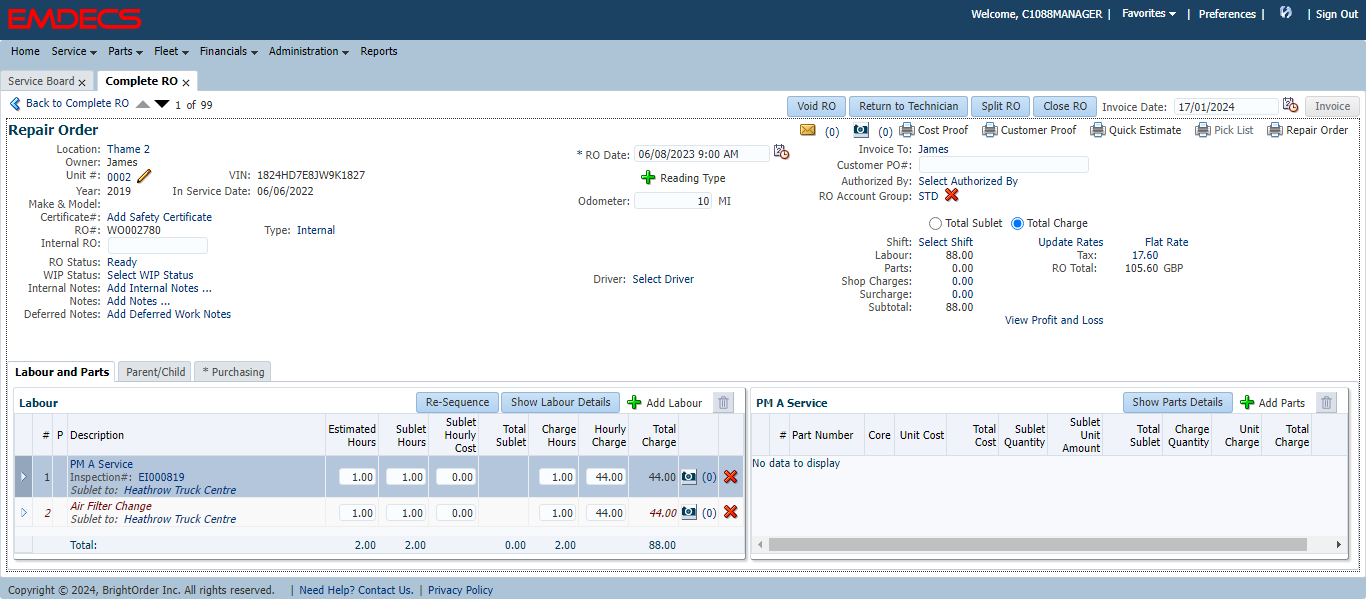 EMDECS
Welcome, C1088MANAGER | Favorites | Preferences | | Sign Out
Home Service Parts Fleet Financials Administration Reports
Service Board x Complete RO x
Back to Complete RO 1 of 99
Void RO Return to Technician Split RO Close RO Invoice Date: 17/01/2024 Invoice
Repair Order
(0) (0) Cost Proof Customer Proof Quick Estimate Pick List Repair Order
Location: Thame 2
Owner: James
Unit #: 0002 VIN: 1824HD7E8JW9K1827
Year: 2019 In Service Date: 06/06/2022
Make & Model:
Certificate#: Add Safety Certificate
RO#: WO002780 Type: Internal
Internal RO:
RO Status: Ready
WIP Status: Select WIP Status
Internal Notes: Add Internal Notes ...
Notes: Add Notes ...
Deferred Notes: Add Deferred Work Notes
* RO Date: 06/08/2023 9:00 AM
Reading Type
Odometer: 10 MI
Driver: Select Driver
Invoice To: James
Customer PO#:
Authorized By: Select Authorized By
RO Account Group: STD
Total Sublet Total Charge
Shift: Select Shift Update Rates Flat Rate
Labour: 88.00 Tax: 17.60
Parts: 0.00 RO Total: 105.60 GBP
Shop Charges: 0.00
Surcharge: 0.00
Subtotal: 88.00
View Profit and Loss
Labour and Parts Parent/Child * Purchasing
Labour Re-Sequence Show Labour Details Add Labour
# P Description Estimated Hours Sublet Hours Sublet Hourly Cost Total Sublet Charge Hours Hourly Charge Total Charge
1 PM A Service 1.00 1.00 0.00 1.00 44.00 44.00 (0)
Inspection#: EI000819
Sublet to: Heathrow Truck Centre
2 Air Filter Change 1.00 1.00 0.00 1.00 44.00 44.00 (0)
Sublet to: Heathrow Truck Centre
Total: 2.00 2.00 0.00 2.00 88.00
PM A Service Show Parts Details Add Parts
# Part Number Core Unit Cost Total Cost Sublet Quantity Sublet Unit Amount Total Sublet Charge Quantity Unit Charge Total Charge
No data to display
Copyright © 2024, BrightOrder Inc. All rights reserved. | Need Help? Contact Us. | Privacy Policy